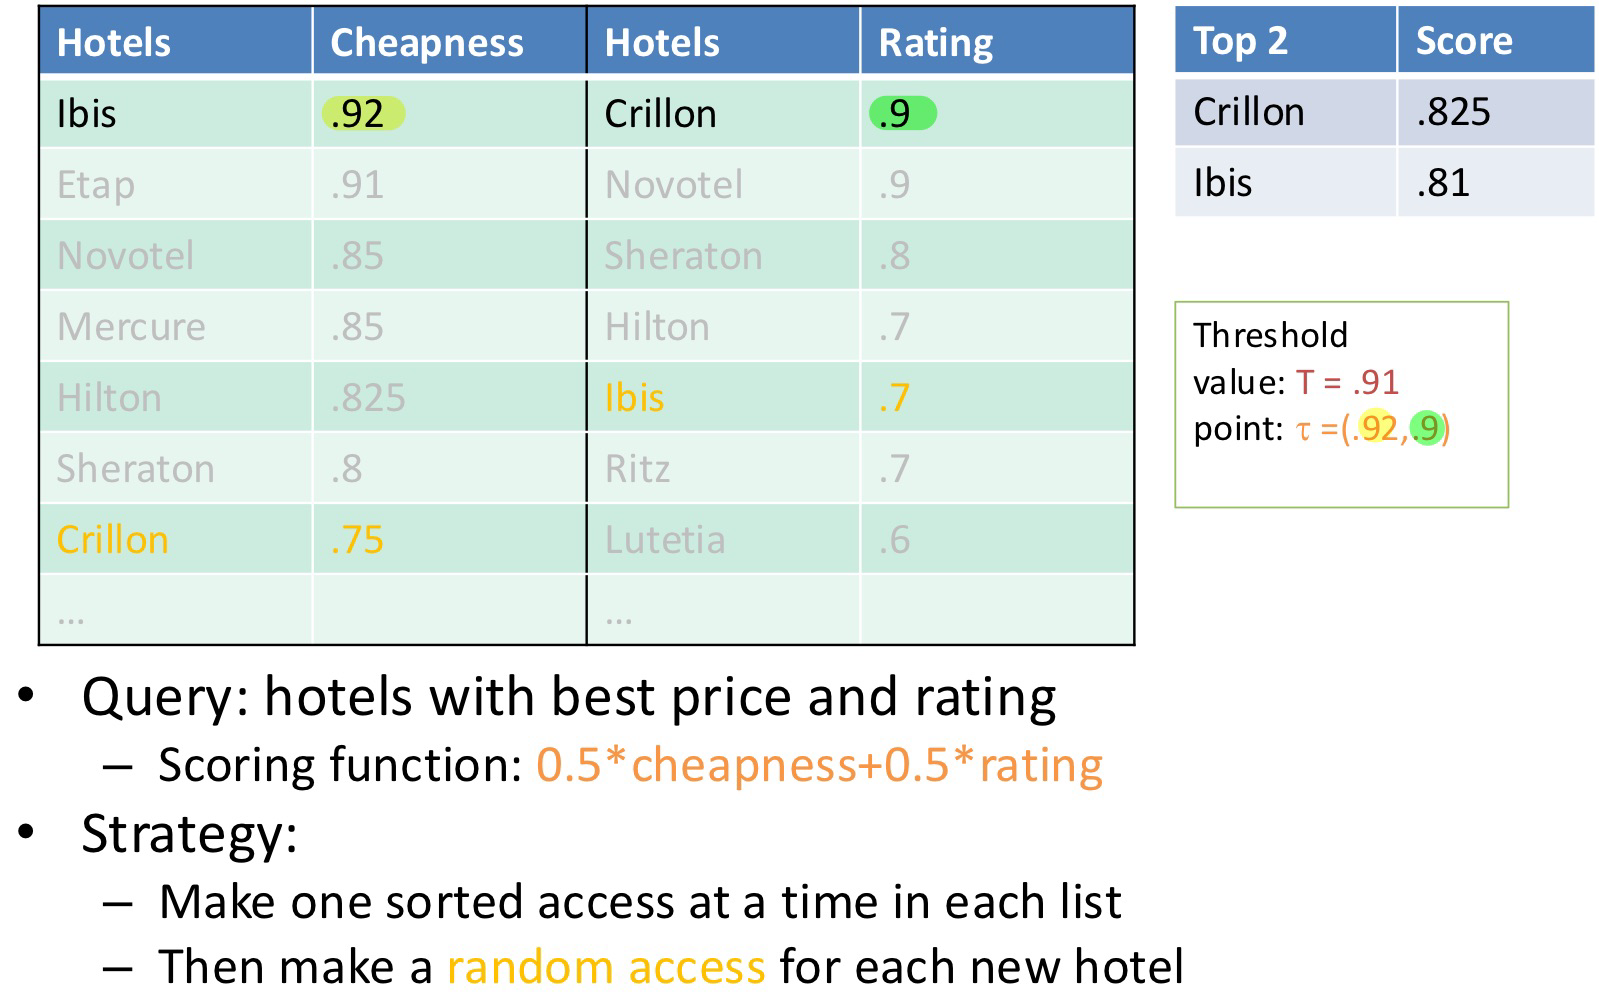 Hotels Cheapness Hotels Rating
Ibis .92 Crillon .9
Etap .91 Novotel .9
Novotel .85 Sheraton .8
Mercure .85 Hilton .7
Hilton .825 Ibis .7
Sheraton .8 Ritz .7
Crillon .75 Lutetia .6
... ...
Top 2 Score
Crillon .825
Ibis .81
Threshold
value: T = .91
point: τ =(.92,.9)
• Query: hotels with best price and rating
– Scoring function: 0.5*cheapness+0.5*rating
• Strategy:
– Make one sorted access at a time in each list
– Then make a random access for each new hotel